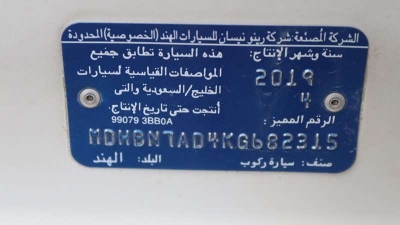 الشركة المصنعة شركة رينو نيسان للسيارات الهند (الخصوصية) المحدودة
سنة وشهر الإنتاج: هذه السيارة تطابق جميع
2019 المواصفات القياسية لسيارات
4 الخليج/السعودية والتى
الرقم المميز: أنتجت حتى تاريخ الإنتاج.
99079 3BB0A
MDHBN7AD4KG682315
صنف: سيارة ركوب البلد: الهند